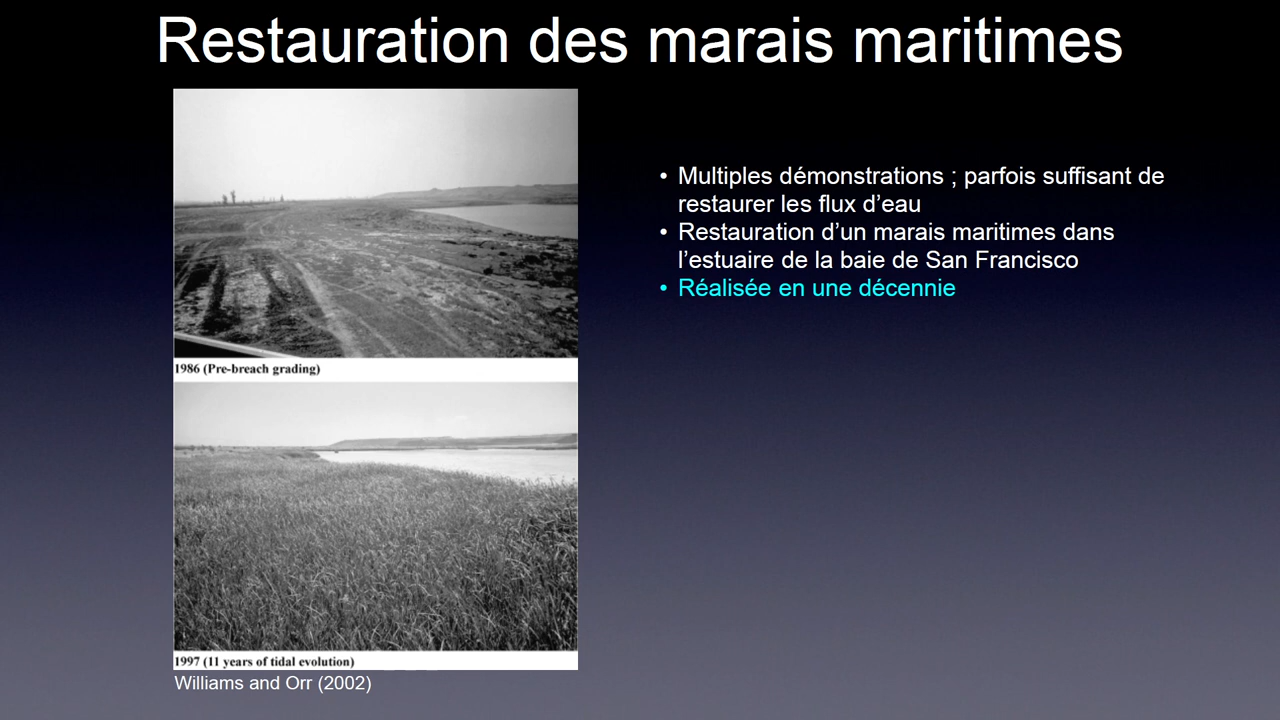 Restauration des marais maritimes
• Multiples démonstrations ; parfois suffisant de
restaurer les flux d’eau
• Restauration d’un marais maritimes dans
l’estuaire de la baie de San Francisco
• Réalisée en une décennie
1986 (Pre-breach grading)
1997 (11 years of tidal evolution)
Williams and Orr (2002)